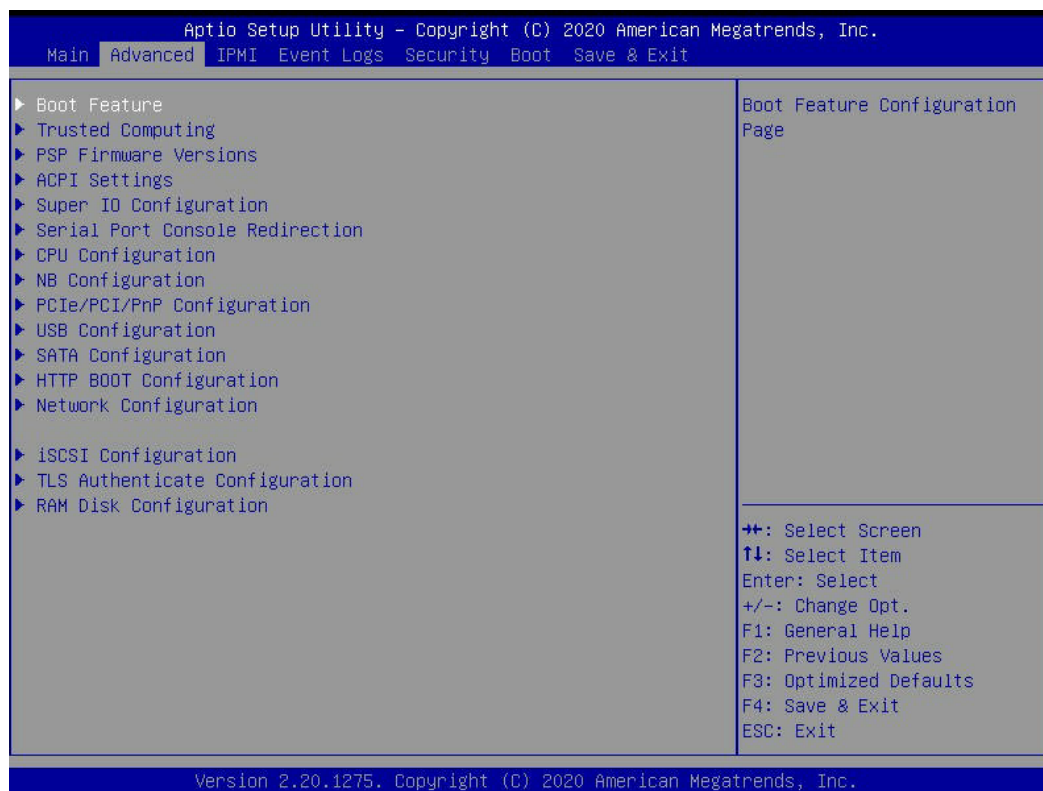 Aptio Setup Utility – Copyright (C) 2020 American Megatrends, Inc.
Main Advanced IPMI Event Logs Security Boot Save & Exit
▶ Boot Feature
▶ Trusted Computing
▶ PSP Firmware Versions
▶ ACPI Settings
▶ Super IO Configuration
▶ Serial Port Console Redirection
▶ CPU Configuration
▶ NB Configuration
▶ PCIe/PCI/PnP Configuration
▶ USB Configuration
▶ SATA Configuration
▶ HTTP BOOT Configuration
▶ Network Configuration
▶ iSCSI Configuration
▶ TLS Authenticate Configuration
▶ RAM Disk Configuration
Boot Feature Configuration
Page
→←: Select Screen
↑↓: Select Item
Enter: Select
+/-: Change Opt.
F1: General Help
F2: Previous Values
F3: Optimized Defaults
F4: Save & Exit
ESC: Exit
Version 2.20.1275. Copyright (C) 2020 American Megatrends, Inc.